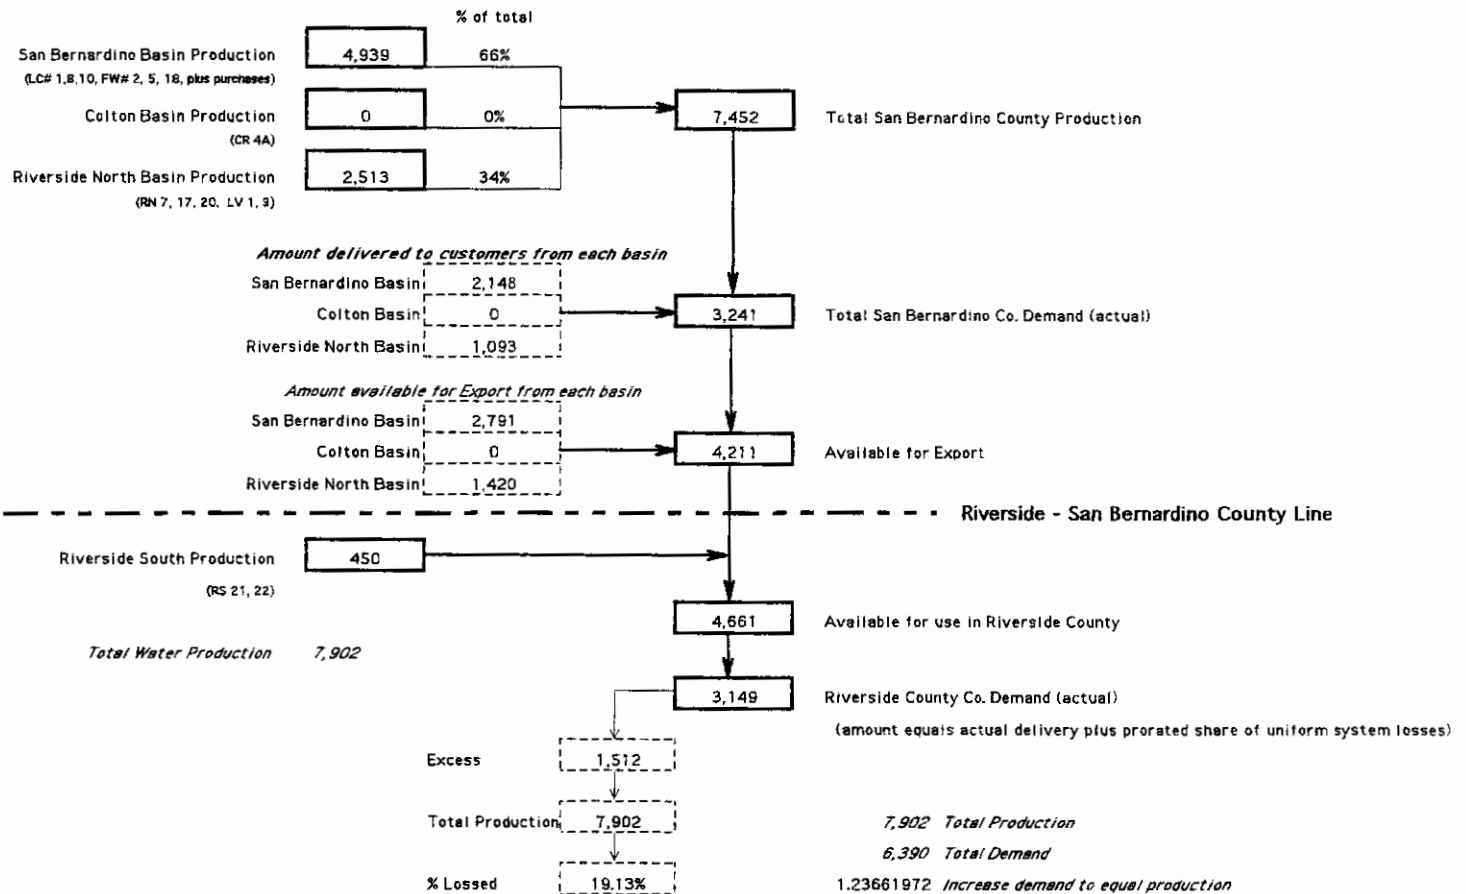 % of total
San Bernardino Basin Production 4,939 66%
(LC# 1,8,10, FW# 2, 5, 18, plus purchases)
Colton Basin Production 0 0% 7,452 Total San Bernardino County Production
(CR 4A)
Riverside North Basin Production 2,513 34%
(RN 7, 17, 20, LV 1, 3)
Amount delivered to customers from each basin
San Bernardino Basin 2,148
Colton Basin 0 3,241 Total San Bernardino Co. Demand (actual)
Riverside North Basin 1,093
Amount available for Export from each basin
San Bernardino Basin 2,791
Colton Basin 0 4,211 Available for Export
Riverside North Basin 1,420
Riverside - San Bernardino County Line
Riverside South Production 450
(RS 21, 22)
4,661 Available for use in Riverside County
Total Water Production 7,902
3,149 Riverside County Co. Demand (actual)
(amount equals actual delivery plus prorated share of uniform system losses)
Excess 1,512
Total Production 7,902 7,902 Total Production
6,390 Total Demand
% Lossed 19.13% 1.23661972 Increase demand to equal production